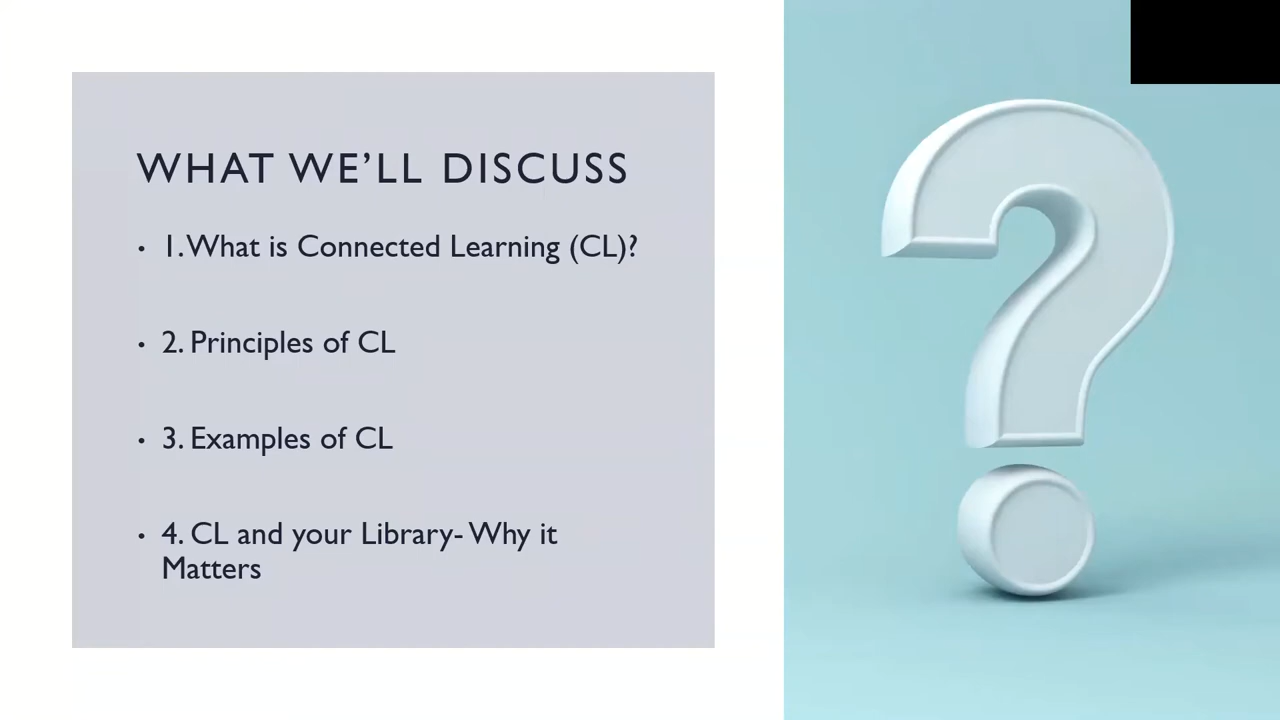 WHAT WE’LL DISCUSS
• 1. What is Connected Learning (CL)?
• 2. Principles of CL
• 3. Examples of CL
• 4. CL and your Library- Why it
Matters